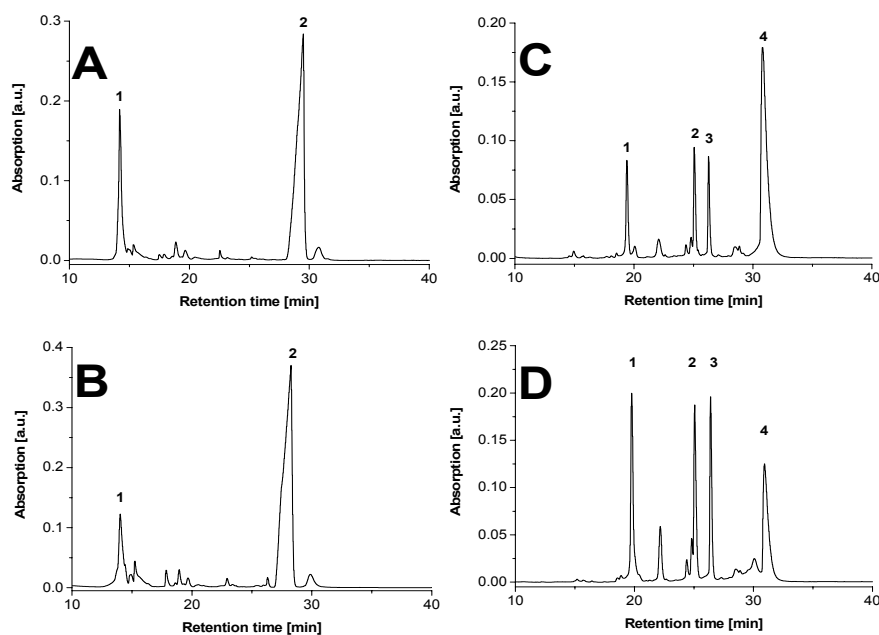 A
0.3
0.2
0.1
0.0
Absorption [a.u.]
1
2
10 20 30 40
Retention time [min]
C
0.20
0.15
0.10
0.05
0.00
Absorption [a.u.]
1
2
3
4
10 20 30 40
Retention time [min]
B
0.4
0.3
0.2
0.1
0.0
Absorption [a.u.]
1
2
10 20 30 40
Retention time [min]
D
0.25
0.20
0.15
0.10
0.05
0.00
Absorption [a.u.]
1
2
3
4
10 20 30 40
Retention time [min]